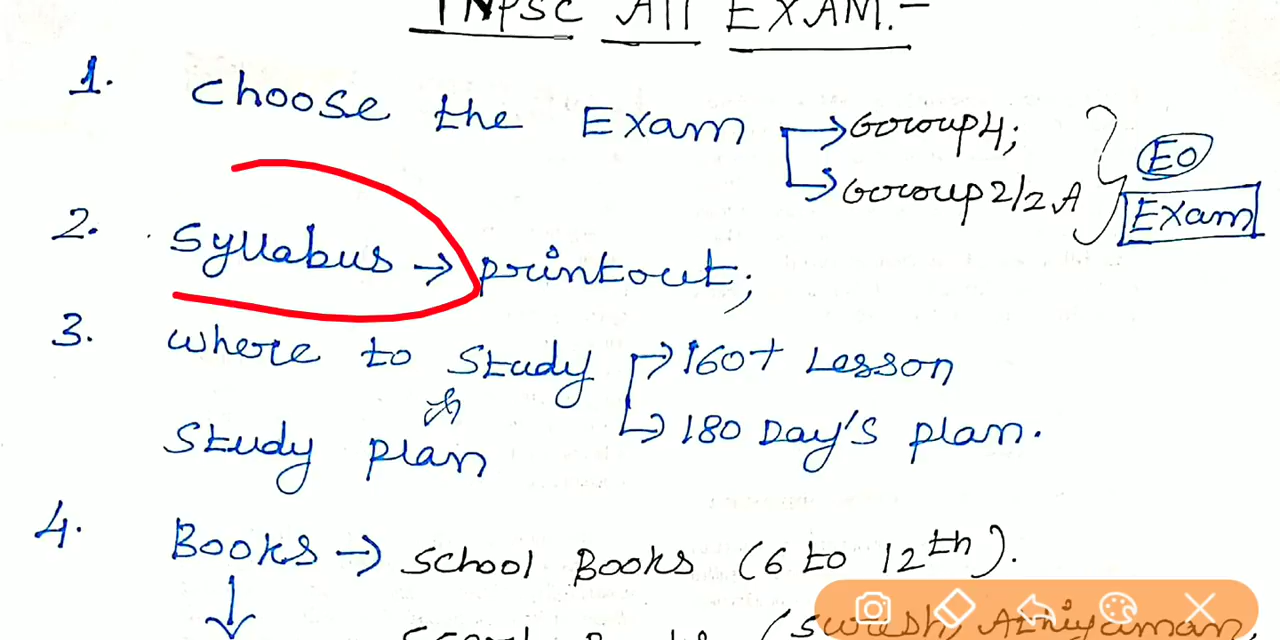 TNPSC All EXAM.-
1. choose the Exam → Group4;
→ Group 2/2A
EO
Exam
2. Syllabus → printout;
3. where to Study → 160+ Lesson
Study plan → 180 Day's plan.
4. Books → School Books (6 to 12th).